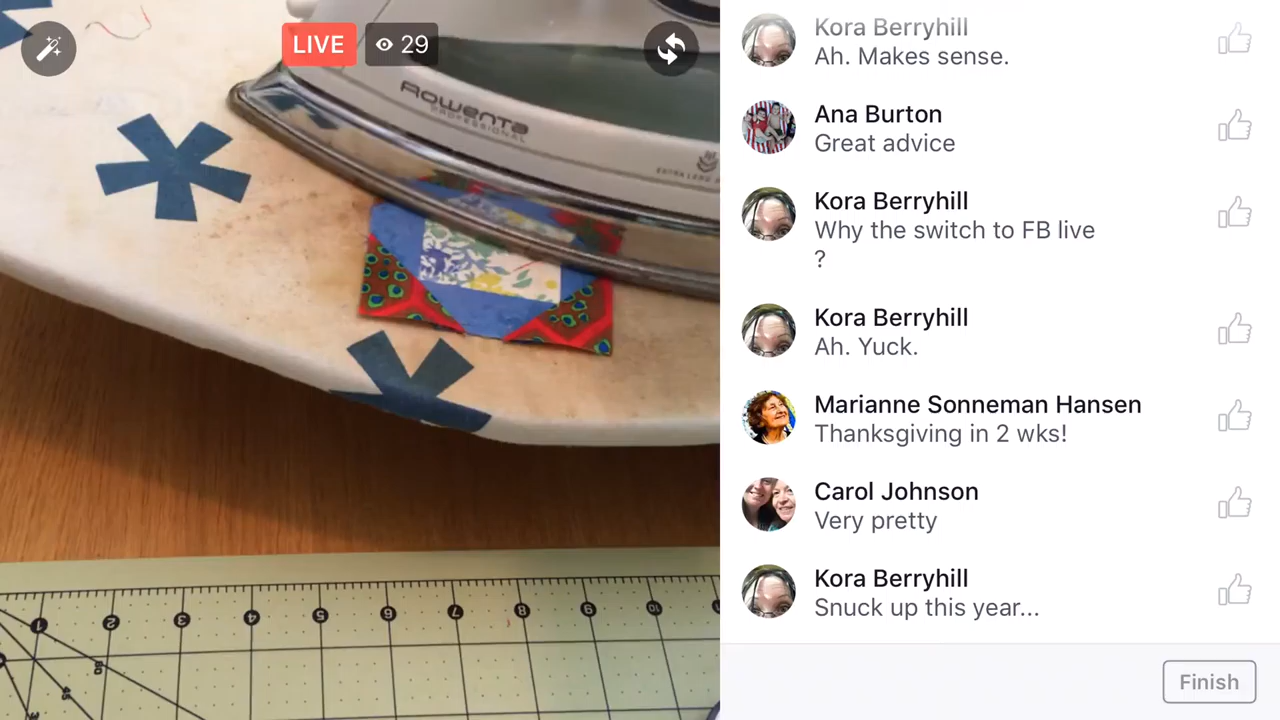 LIVE 29
Rowenta
PROFESSIONAL
Kora Berryhill
Ah. Makes sense.
Ana Burton
Great advice
Kora Berryhill
Why the switch to FB live
?
Kora Berryhill
Ah. Yuck.
Marianne Sonneman Hansen
Thanksgiving in 2 wks!
Carol Johnson
Very pretty
Kora Berryhill
Snuck up this year...
1 2 3 4 5 6 7 8 9 10
60
45
Finish